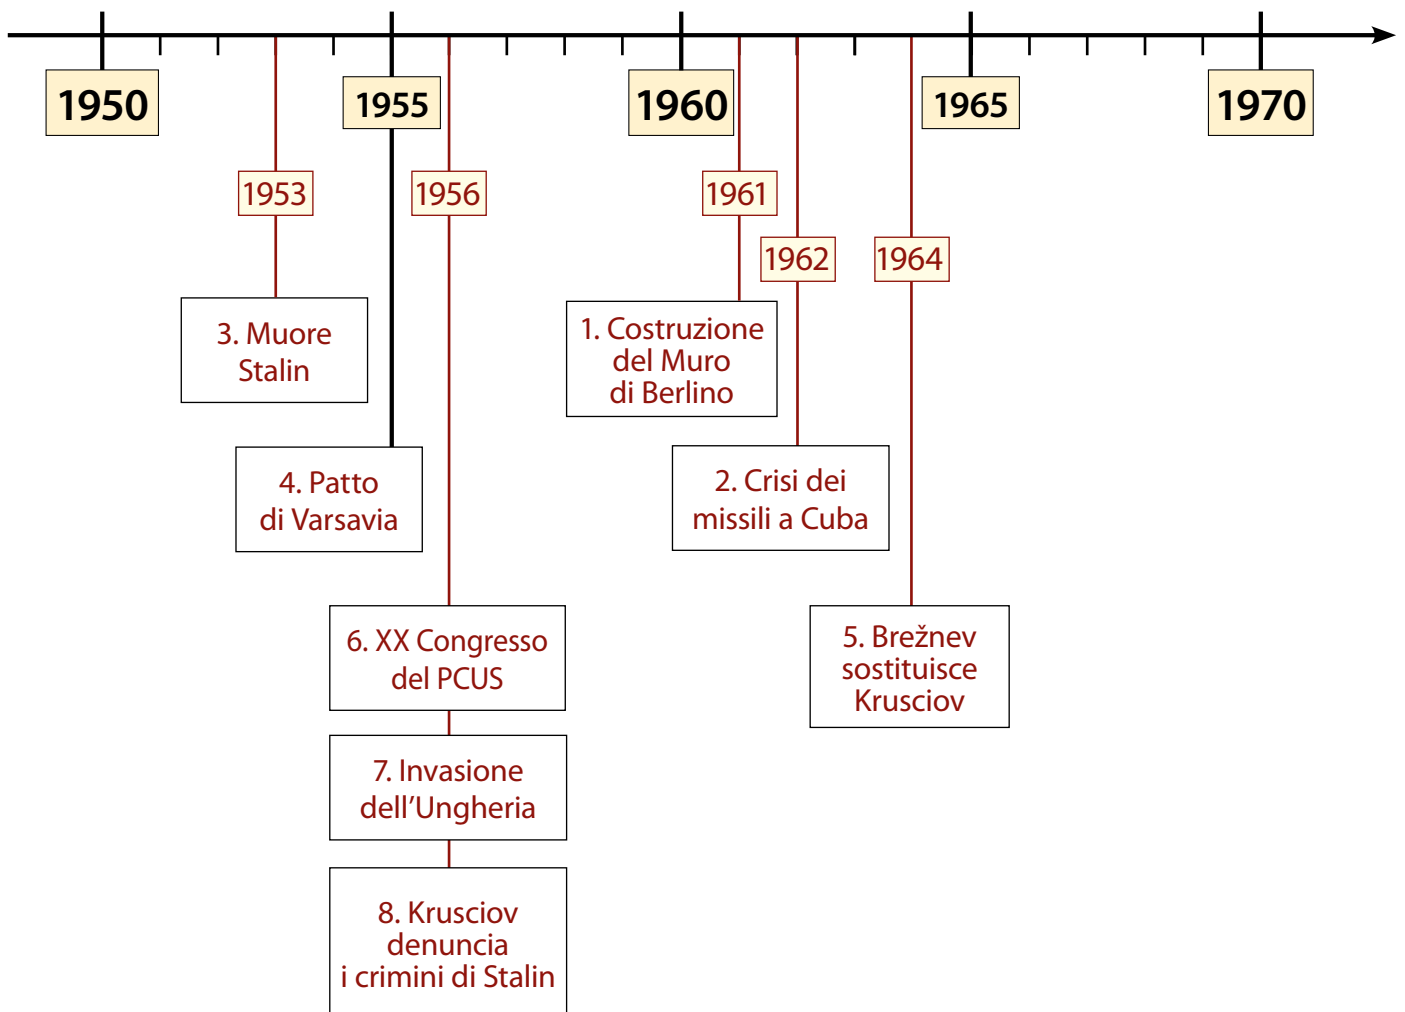 1950
1955
1960
1965
1970
1953
1956
1961
1962
1964
3. Muore
Stalin
1. Costruzione
del Muro
di Berlino
4. Patto
di Varsavia
2. Crisi dei
missili a Cuba
6. XX Congresso
del PCUS
5. Brežnev
sostituisce
Krusciov
7. Invasione
dell’Ungheria
8. Krusciov
denuncia
i crimini di Stalin